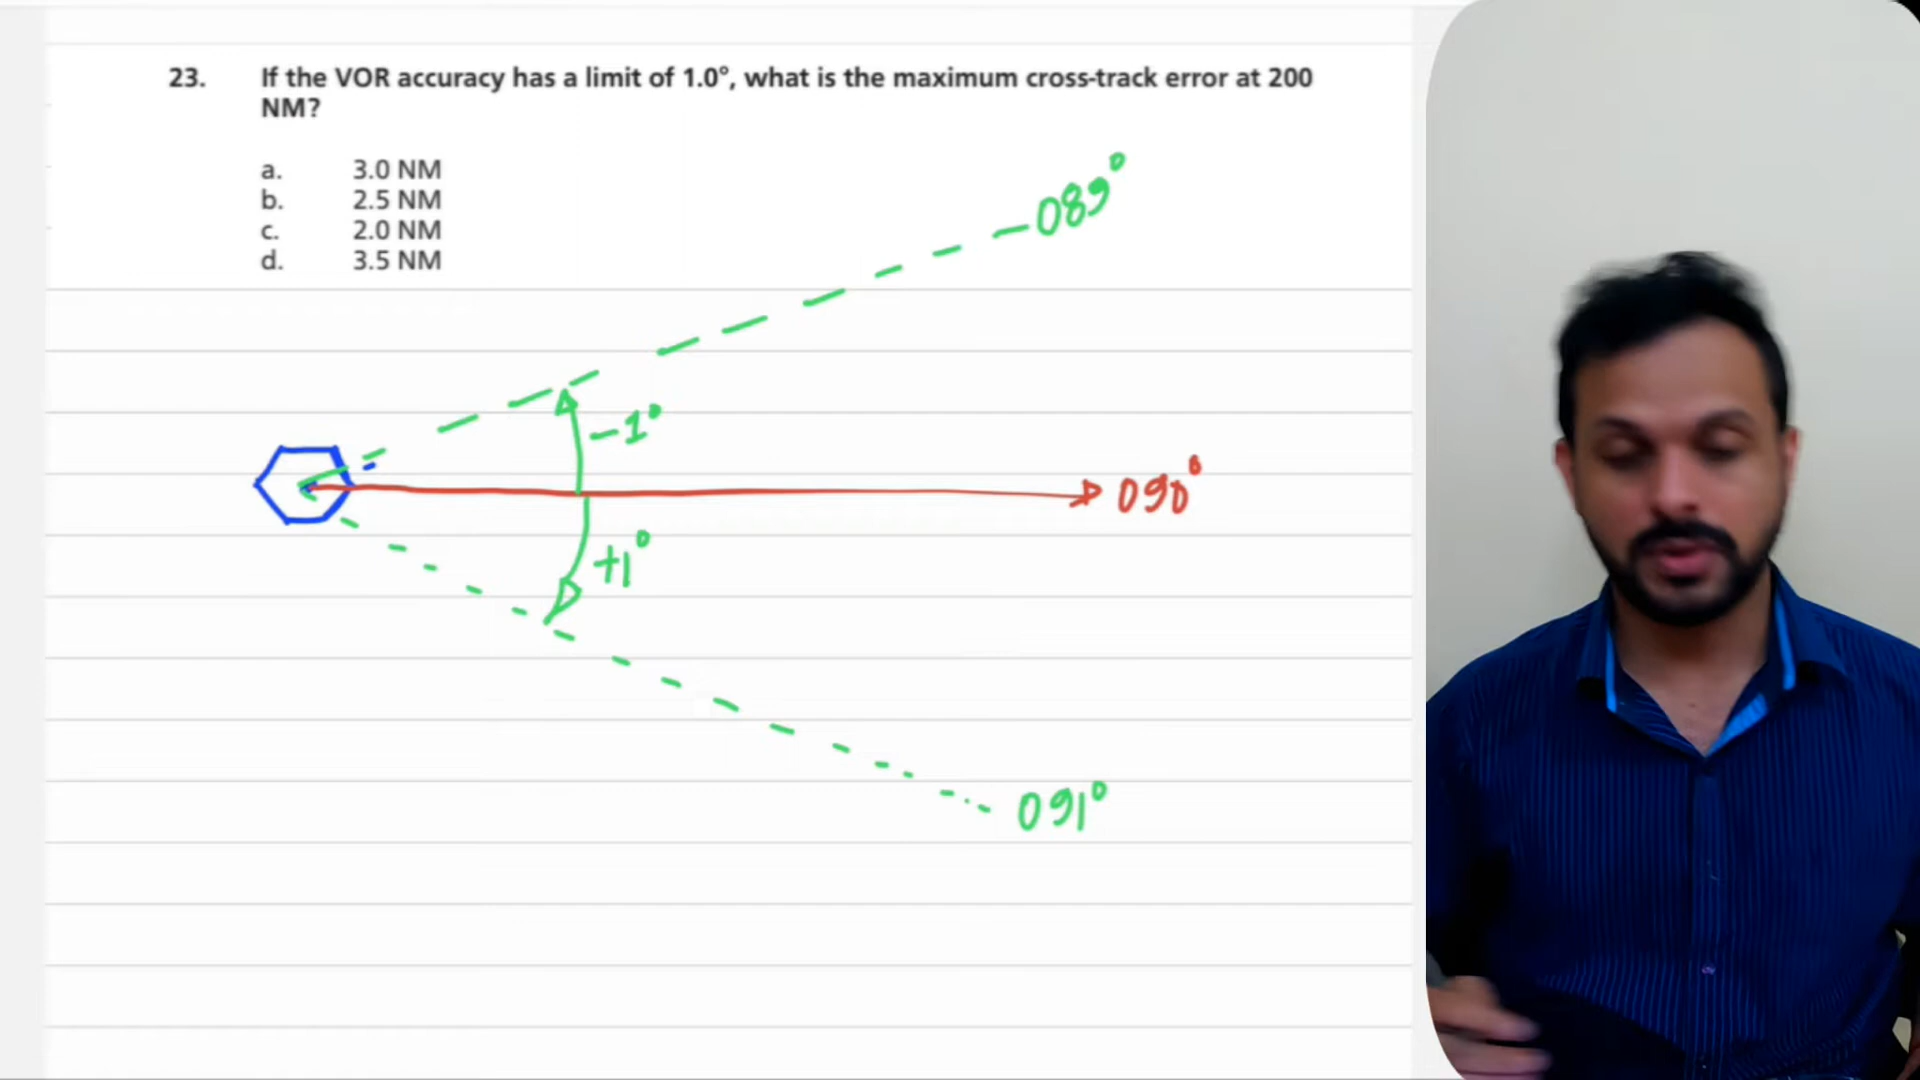 23. If the VOR accuracy has a limit of 1.0°, what is the maximum cross-track error at 200
NM?
a. 3.0 NM
b. 2.5 NM
c. 2.0 NM
d. 3.5 NM
089°
-1°
090°
+1°
091°